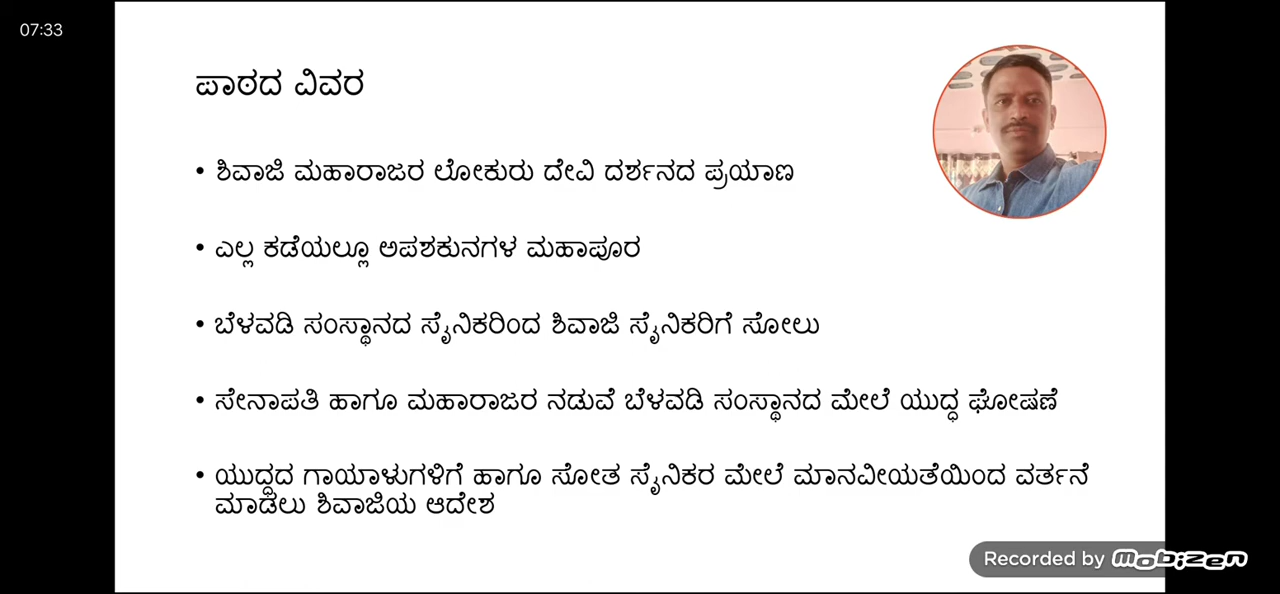 07:33
ಪಾಠದ ವಿವರ
• ಶಿವಾಜಿ ಮಹಾರಾಜರ ಲೋಕುರು ದೇವಿ ದರ್ಶನದ ಪ್ರಯಾಣ
• ಎಲ್ಲ ಕಡೆಯಲ್ಲೂ ಅಪಶಕುನಗಳ ಮಹಾಪೂರ
• ಬೆಳವಡಿ ಸಂಸ್ಥಾನದ ಸೈನಿಕರಿಂದ ಶಿವಾಜಿ ಸೈನಿಕರಿಗೆ ಸೋಲು
• ಸೇನಾಪತಿ ಹಾಗೂ ಮಹಾರಾಜರ ನಡುವೆ ಬೆಳವಡಿ ಸಂಸ್ಥಾನದ ಮೇಲೆ ಯುದ್ಧ ಘೋಷಣೆ
• ಯುದ್ಧದ ಗಾಯಾಳುಗಳಿಗೆ ಹಾಗೂ ಸೋತ ಸೈನಿಕರ ಮೇಲೆ ಮಾನವೀಯತೆಯಿಂದ ವರ್ತನೆ
ಮಾಡಲು ಶಿವಾಜಿಯ ಆದೇಶ
Recorded by Mobizen